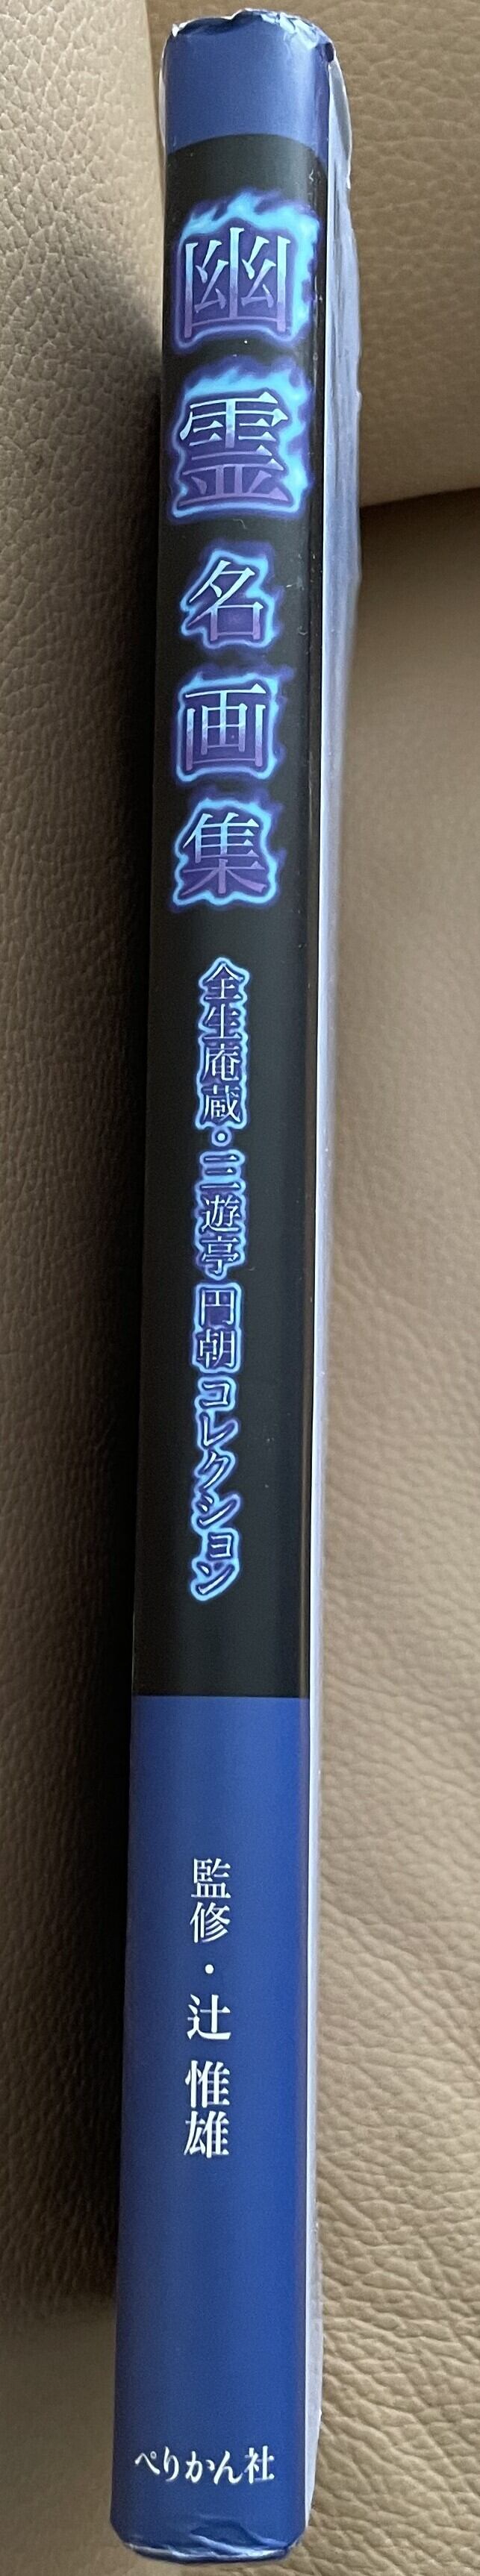 幽霊名画集
全生庵蔵・三遊亭円朝コレクション
監修・辻 惟雄
ぺりかん社